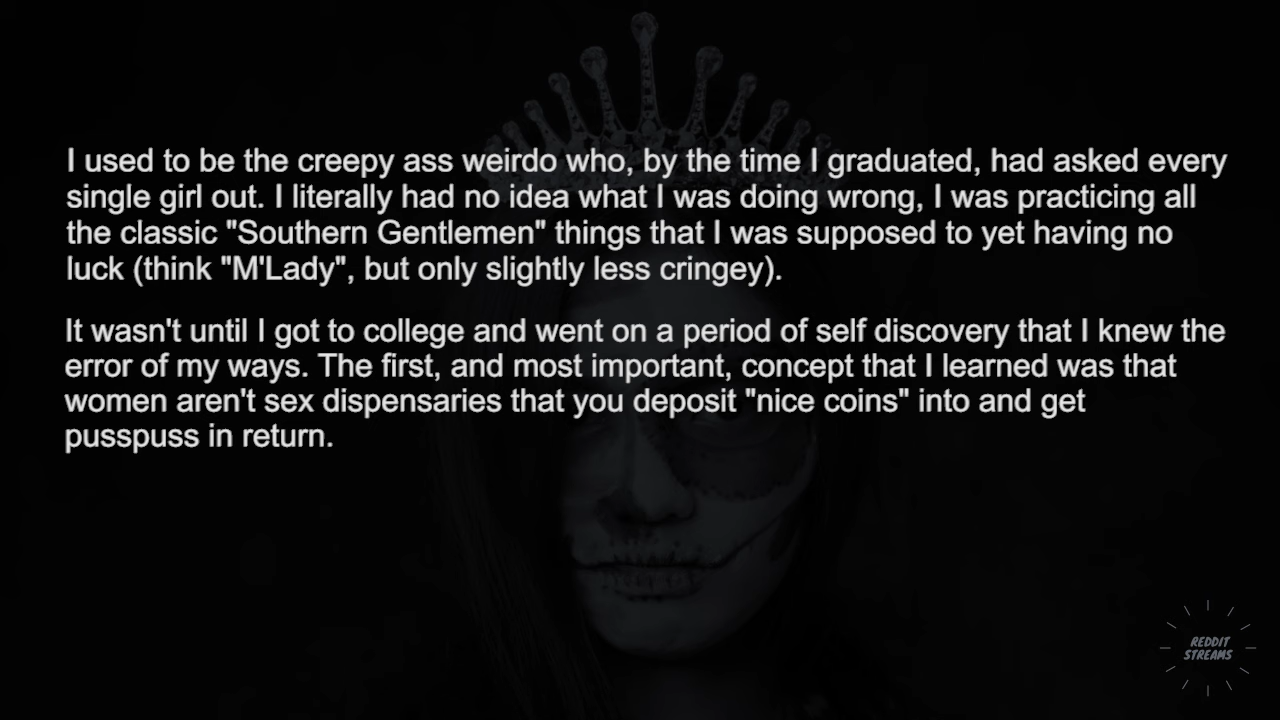 I used to be the creepy ass weirdo who, by the time I graduated, had asked every
single girl out. I literally had no idea what I was doing wrong, I was practicing all
the classic "Southern Gentlemen" things that I was supposed to yet having no
luck (think "M'Lady", but only slightly less cringey).
It wasn't until I got to college and went on a period of self discovery that I knew the
error of my ways. The first, and most important, concept that I learned was that
women aren't sex dispensaries that you deposit "nice coins" into and get
pusspuss in return.
REDDIT
STREAMS